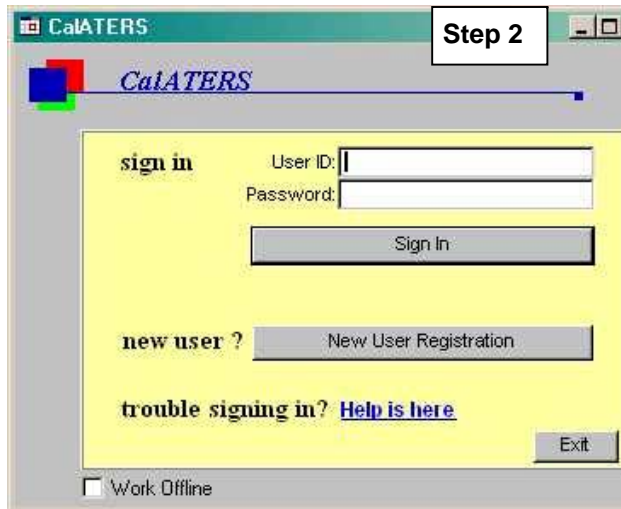 CalATERS
Step 2
CalATERS
sign in
User ID:
Password:
Sign In
new user ?
New User Registration
trouble signing in? Help is here
Exit
Work Offline